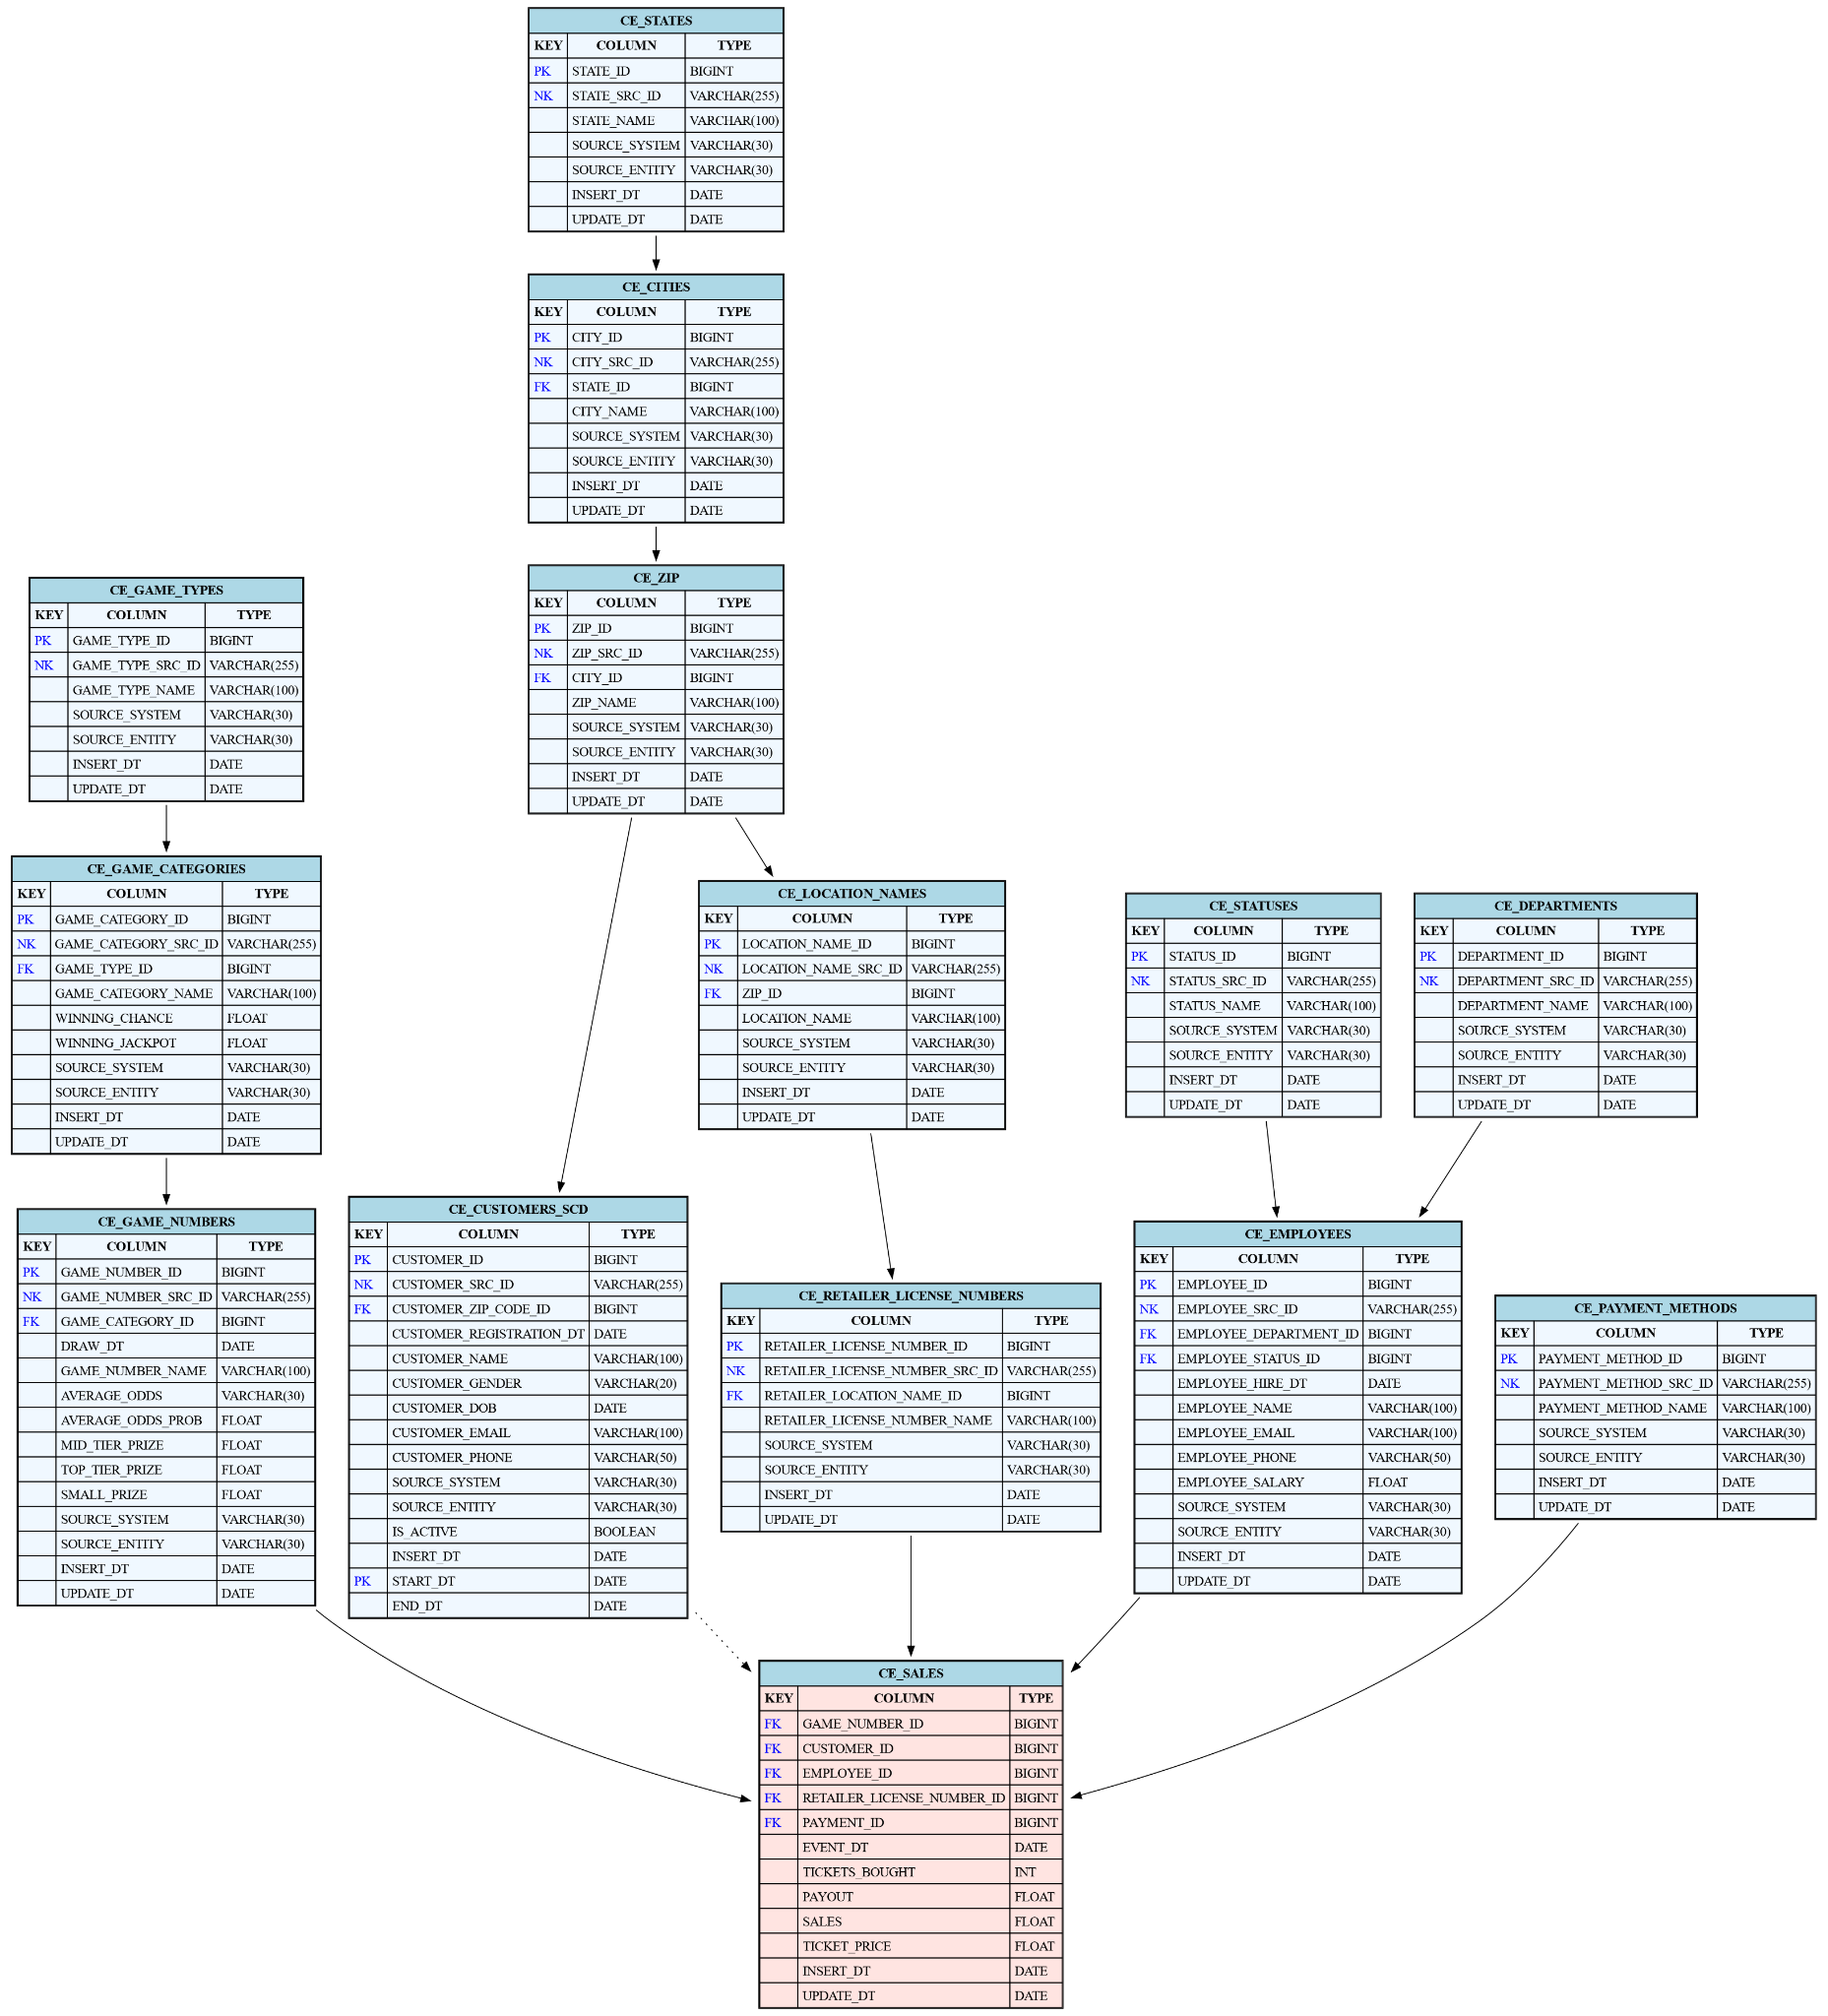 CE_STATES
KEY COLUMN TYPE
PK STATE_ID BIGINT
NK STATE_SRC_ID VARCHAR(255)
STATE_NAME VARCHAR(100)
SOURCE_SYSTEM VARCHAR(30)
SOURCE_ENTITY VARCHAR(30)
INSERT_DT DATE
UPDATE_DT DATE
CE_CITIES
KEY COLUMN TYPE
PK CITY_ID BIGINT
NK CITY_SRC_ID VARCHAR(255)
FK STATE_ID BIGINT
CITY_NAME VARCHAR(100)
SOURCE_SYSTEM VARCHAR(30)
SOURCE_ENTITY VARCHAR(30)
INSERT_DT DATE
UPDATE_DT DATE
CE_ZIP
KEY COLUMN TYPE
PK ZIP_ID BIGINT
NK ZIP_SRC_ID VARCHAR(255)
FK CITY_ID BIGINT
ZIP_NAME VARCHAR(100)
SOURCE_SYSTEM VARCHAR(30)
SOURCE_ENTITY VARCHAR(30)
INSERT_DT DATE
UPDATE_DT DATE
CE_GAME_TYPES
KEY COLUMN TYPE
PK GAME_TYPE_ID BIGINT
NK GAME_TYPE_SRC_ID VARCHAR(255)
GAME_TYPE_NAME VARCHAR(100)
SOURCE_SYSTEM VARCHAR(30)
SOURCE_ENTITY VARCHAR(30)
INSERT_DT DATE
UPDATE_DT DATE
CE_GAME_CATEGORIES
KEY COLUMN TYPE
PK GAME_CATEGORY_ID BIGINT
NK GAME_CATEGORY_SRC_ID VARCHAR(255)
FK GAME_TYPE_ID BIGINT
GAME_CATEGORY_NAME VARCHAR(100)
WINNING_CHANCE FLOAT
WINNING_JACKPOT FLOAT
SOURCE_SYSTEM VARCHAR(30)
SOURCE_ENTITY VARCHAR(30)
INSERT_DT DATE
UPDATE_DT DATE
CE_LOCATION_NAMES
KEY COLUMN TYPE
PK LOCATION_NAME_ID BIGINT
NK LOCATION_NAME_SRC_ID VARCHAR(255)
FK ZIP_ID BIGINT
LOCATION_NAME VARCHAR(100)
SOURCE_SYSTEM VARCHAR(30)
SOURCE_ENTITY VARCHAR(30)
INSERT_DT DATE
UPDATE_DT DATE
CE_STATUSES
KEY COLUMN TYPE
PK STATUS_ID BIGINT
NK STATUS_SRC_ID VARCHAR(255)
STATUS_NAME VARCHAR(100)
SOURCE_SYSTEM VARCHAR(30)
SOURCE_ENTITY VARCHAR(30)
INSERT_DT DATE
UPDATE_DT DATE
CE_DEPARTMENTS
KEY COLUMN TYPE
PK DEPARTMENT_ID BIGINT
NK DEPARTMENT_SRC_ID VARCHAR(255)
DEPARTMENT_NAME VARCHAR(100)
SOURCE_SYSTEM VARCHAR(30)
SOURCE_ENTITY VARCHAR(30)
INSERT_DT DATE
UPDATE_DT DATE
CE_GAME_NUMBERS
KEY COLUMN TYPE
PK GAME_NUMBER_ID BIGINT
NK GAME_NUMBER_SRC_ID VARCHAR(255)
FK GAME_CATEGORY_ID BIGINT
DRAW_DT DATE
GAME_NUMBER_NAME VARCHAR(100)
AVERAGE_ODDS VARCHAR(30)
AVERAGE_ODDS_PROB FLOAT
MID_TIER_PRIZE FLOAT
TOP_TIER_PRIZE FLOAT
SMALL_PRIZE FLOAT
SOURCE_SYSTEM VARCHAR(30)
SOURCE_ENTITY VARCHAR(30)
INSERT_DT DATE
UPDATE_DT DATE
CE_CUSTOMERS_SCD
KEY COLUMN TYPE
PK CUSTOMER_ID BIGINT
NK CUSTOMER_SRC_ID VARCHAR(255)
FK CUSTOMER_ZIP_CODE_ID BIGINT
CUSTOMER_REGISTRATION_DT DATE
CUSTOMER_NAME VARCHAR(100)
CUSTOMER_GENDER VARCHAR(20)
CUSTOMER_DOB DATE
CUSTOMER_EMAIL VARCHAR(100)
CUSTOMER_PHONE VARCHAR(50)
SOURCE_SYSTEM VARCHAR(30)
SOURCE_ENTITY VARCHAR(30)
IS_ACTIVE BOOLEAN
INSERT_DT DATE
PK START_DT DATE
END_DT DATE
CE_RETAILER_LICENSE_NUMBERS
KEY COLUMN TYPE
PK RETAILER_LICENSE_NUMBER_ID BIGINT
NK RETAILER_LICENSE_NUMBER_SRC_ID VARCHAR(255)
FK RETAILER_LOCATION_NAME_ID BIGINT
RETAILER_LICENSE_NUMBER_NAME VARCHAR(100)
SOURCE_SYSTEM VARCHAR(30)
SOURCE_ENTITY VARCHAR(30)
INSERT_DT DATE
UPDATE_DT DATE
CE_EMPLOYEES
KEY COLUMN TYPE
PK EMPLOYEE_ID BIGINT
NK EMPLOYEE_SRC_ID VARCHAR(255)
FK EMPLOYEE_DEPARTMENT_ID BIGINT
FK EMPLOYEE_STATUS_ID BIGINT
EMPLOYEE_HIRE_DT DATE
EMPLOYEE_NAME VARCHAR(100)
EMPLOYEE_EMAIL VARCHAR(100)
EMPLOYEE_PHONE VARCHAR(50)
EMPLOYEE_SALARY FLOAT
SOURCE_SYSTEM VARCHAR(30)
SOURCE_ENTITY VARCHAR(30)
INSERT_DT DATE
UPDATE_DT DATE
CE_PAYMENT_METHODS
KEY COLUMN TYPE
PK PAYMENT_METHOD_ID BIGINT
NK PAYMENT_METHOD_SRC_ID VARCHAR(255)
PAYMENT_METHOD_NAME VARCHAR(100)
SOURCE_SYSTEM VARCHAR(30)
SOURCE_ENTITY VARCHAR(30)
INSERT_DT DATE
UPDATE_DT DATE
CE_SALES
KEY COLUMN TYPE
FK GAME_NUMBER_ID BIGINT
FK CUSTOMER_ID BIGINT
FK EMPLOYEE_ID BIGINT
FK RETAILER_LICENSE_NUMBER_ID BIGINT
FK PAYMENT_ID BIGINT
EVENT_DT DATE
TICKETS_BOUGHT INT
PAYOUT FLOAT
SALES FLOAT
TICKET_PRICE FLOAT
INSERT_DT DATE
UPDATE_DT DATE